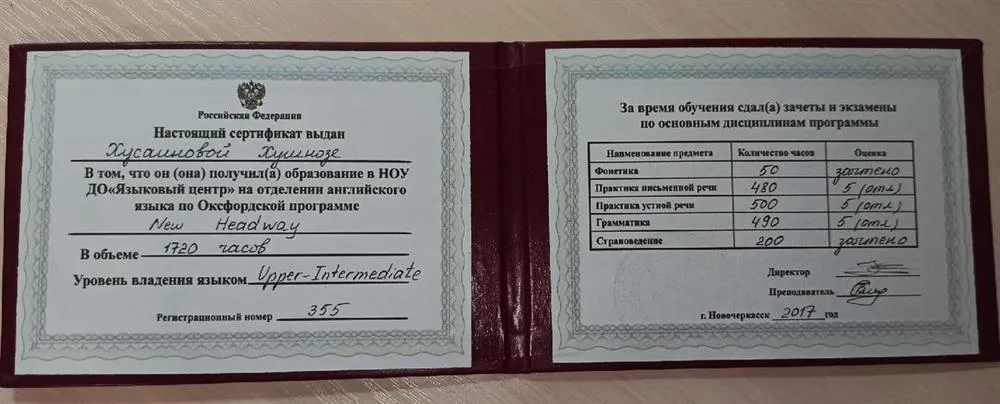 Российская Федерация
Настоящий сертификат выдан
Хусаиновой Хушнозе
В том, что он (она) получил(а) образование в НОУ
ДО«Языковый центр» на отделении английского
языка по Оксфордской программе
New Headway
В объеме 1720 часов
Уровень владения языком Upper-Intermediate
Регистрационный номер 355
За время обучения сдал(а) зачеты и экзамены
по основным дисциплинам программы
Наименование предмета Количество часов Оценка
Фонетика 50 зачтено
Практика письменной речи 480 5 (отл)
Практика устной речи 500 5 (отл)
Грамматика 490 5 (отл)
Страноведение 200 зачтено
Директор
Преподаватель
г. Новочеркасск 2017 год